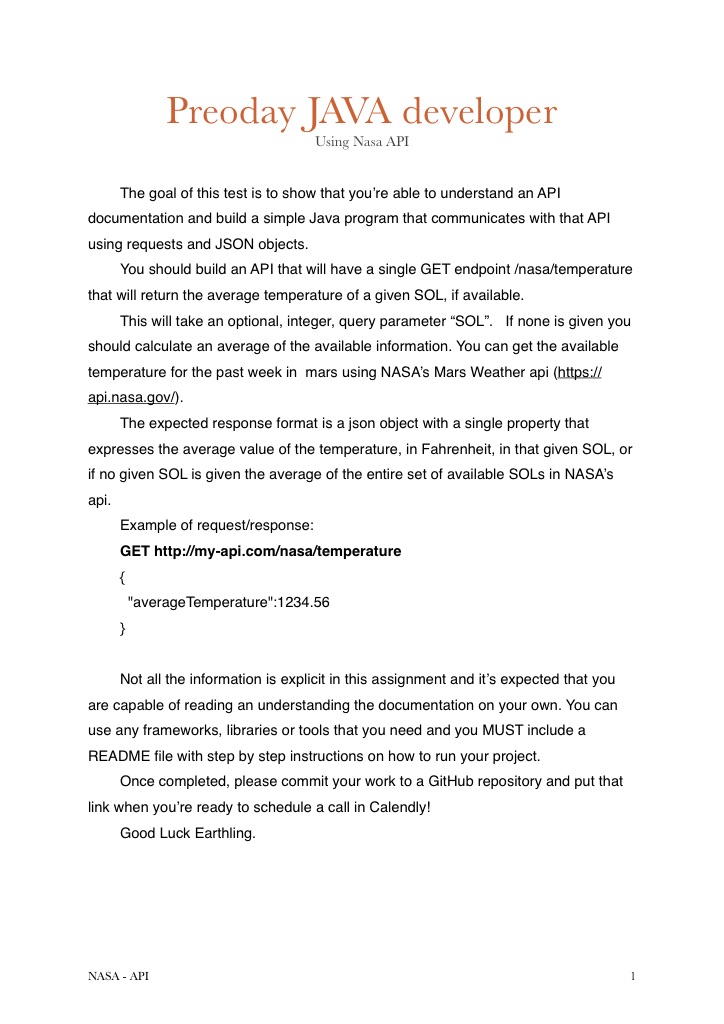 Preoday JAVA developer
Using Nasa API
The goal of this test is to show that you’re able to understand an API
documentation and build a simple Java program that communicates with that API
using requests and JSON objects.
You should build an API that will have a single GET endpoint /nasa/temperature
that will return the average temperature of a given SOL, if available.
This will take an optional, integer, query parameter “SOL”.   If none is given you
should calculate an average of the available information. You can get the available
temperature for the past week in  mars using NASA’s Mars Weather api (https://
api.nasa.gov/).
The expected response format is a json object with a single property that
expresses the average value of the temperature, in Fahrenheit, in that given SOL, or
if no given SOL is given the average of the entire set of available SOLs in NASA’s
api.
Example of request/response:
GET http://my-api.com/nasa/temperature
{
"averageTemperature":1234.56
}
Not all the information is explicit in this assignment and it’s expected that you
are capable of reading an understanding the documentation on your own. You can
use any frameworks, libraries or tools that you need and you MUST include a
README file with step by step instructions on how to run your project.
Once completed, please commit your work to a GitHub repository and put that
link when you’re ready to schedule a call in Calendly!
Good Luck Earthling.
NASA - API 1